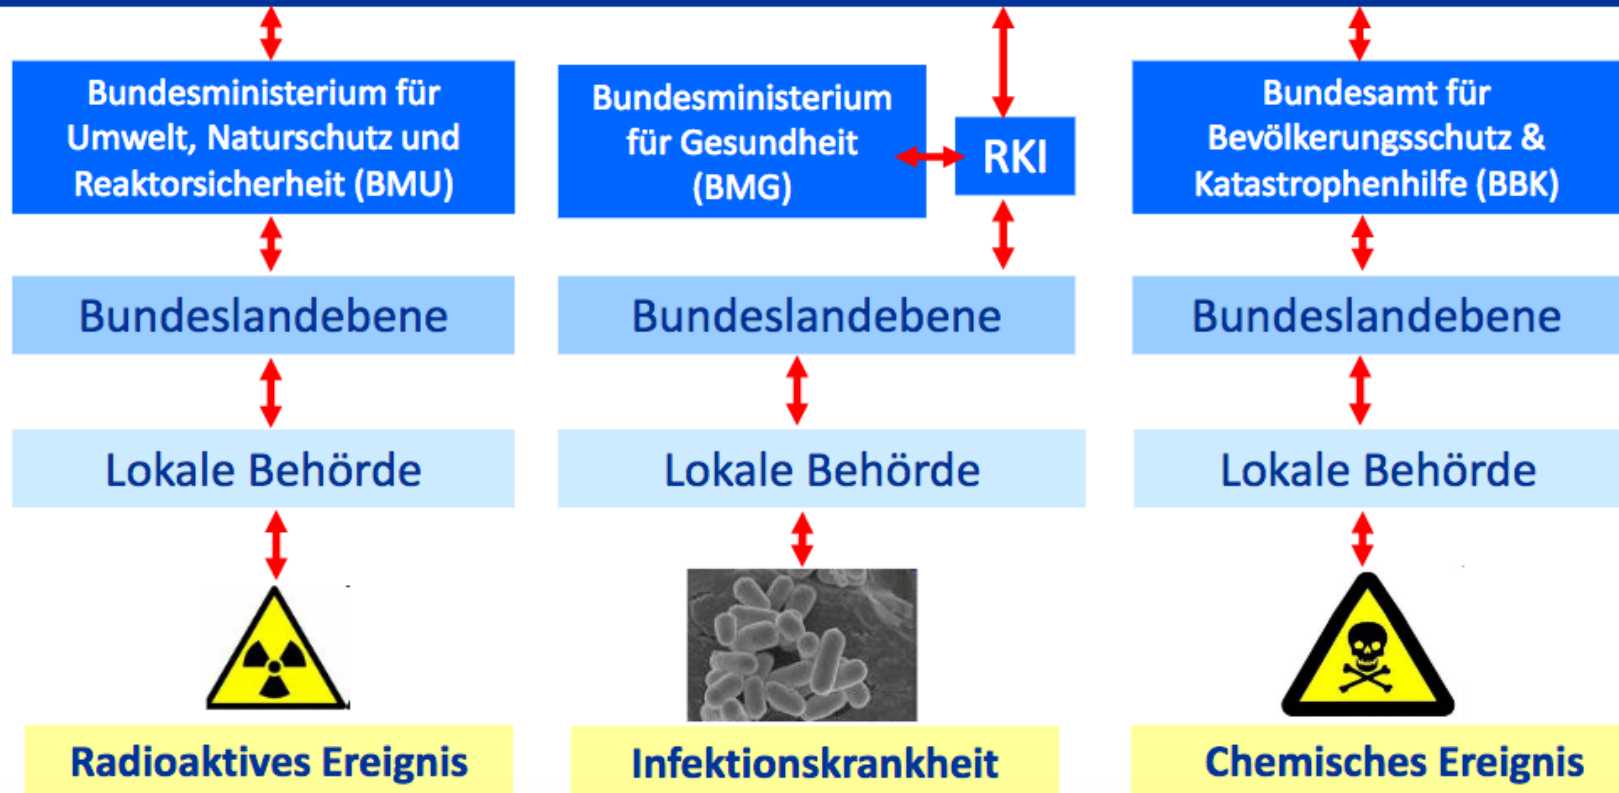 Bundesministerium für
Umwelt, Naturschutz und
Reaktorsicherheit (BMU)
Bundesministerium
für Gesundheit
(BMG)
RKI
Bundesamt für
Bevölkerungsschutz &
Katastrophenhilfe (BBK)
Bundeslandebene
Bundeslandebene
Bundeslandebene
Lokale Behörde
Lokale Behörde
Lokale Behörde
Radioaktives Ereignis
Infektionskrankheit
Chemisches Ereignis